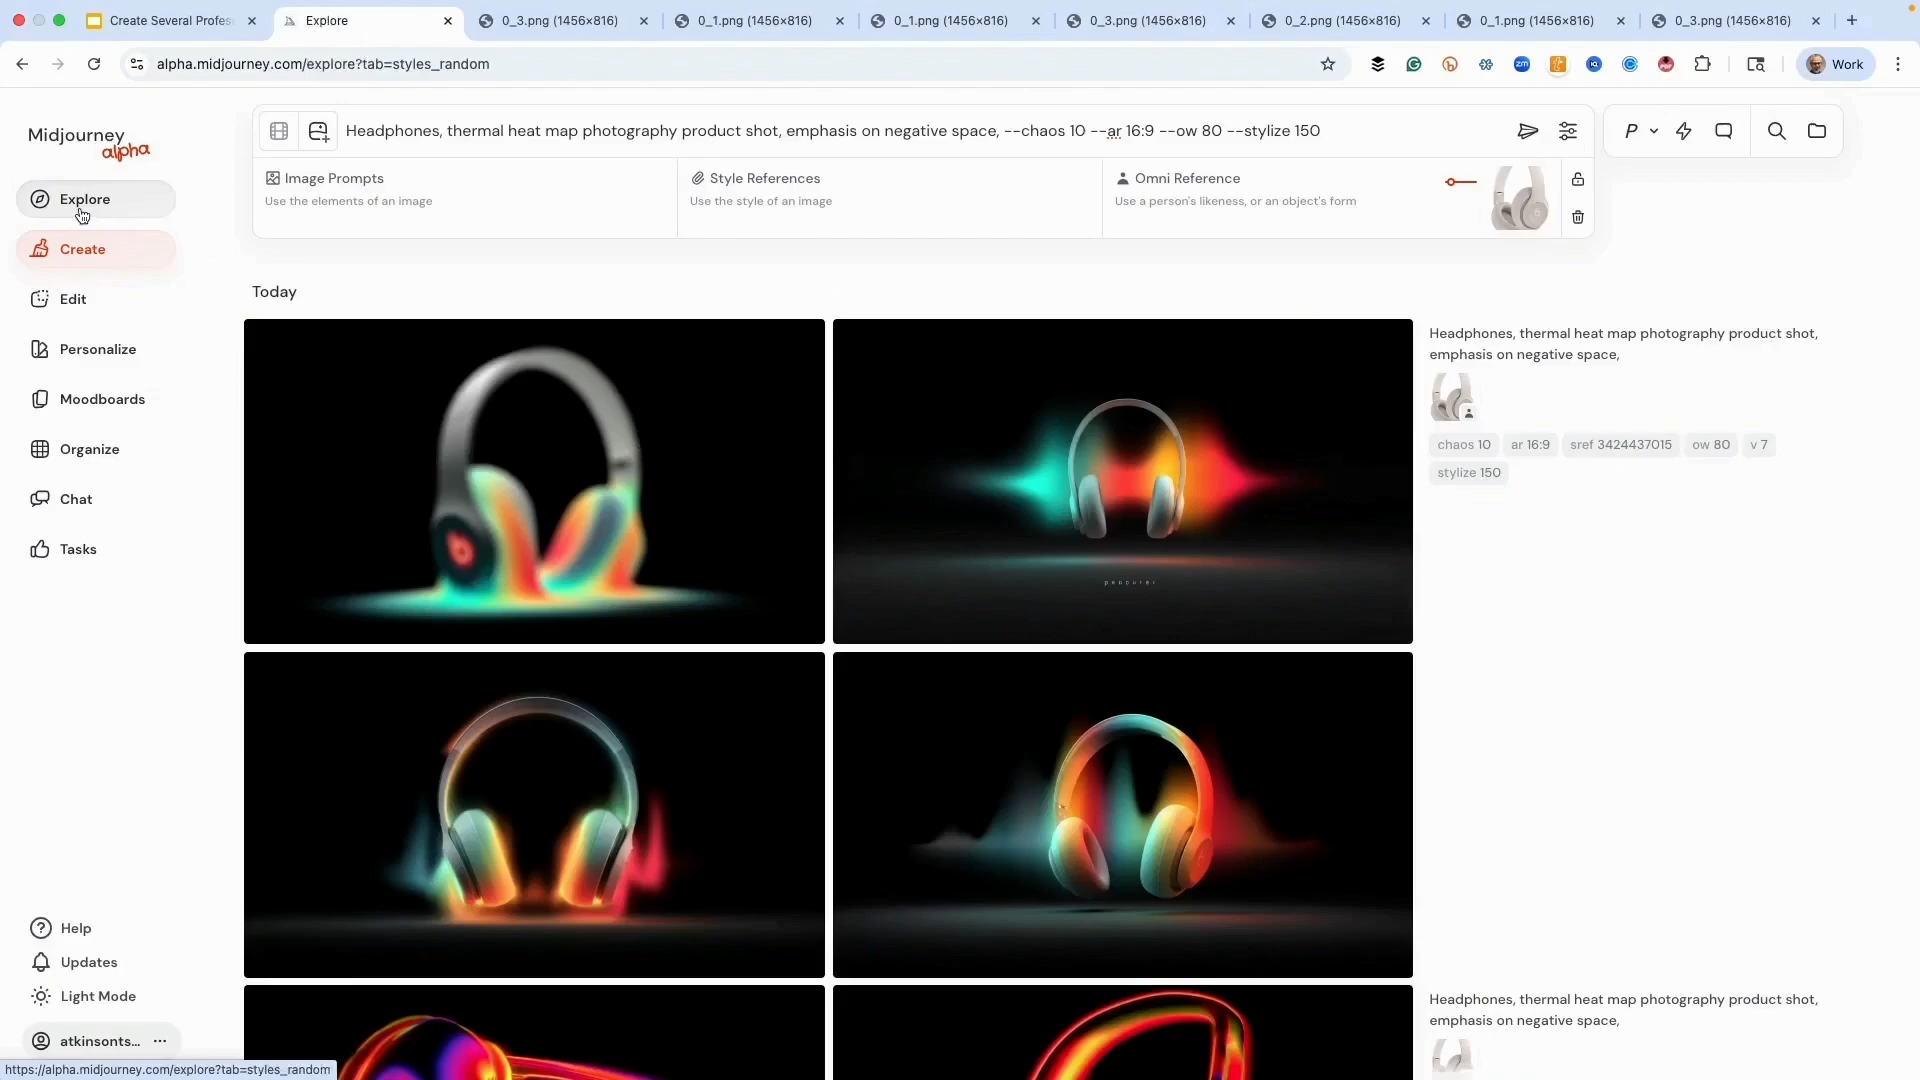 Create Several Profes
Explore
0_3.png (1456×816)
0_1.png (1456×816)
0_1.png (1456×816)
0_3.png (1456×816)
0_2.png (1456×816)
0_1.png (1456×816)
0_3.png (1456×816)
alpha.midjourney.com/explore?tab=styles_random
Work
Midjourney
alpha
Headphones, thermal heat map photography product shot, emphasis on negative space, --chaos 10 --ar 16:9 --ow 80 --stylize 150
P
Image Prompts
Use the elements of an image
Style References
Use the style of an image
Omni Reference
Use a person's likeness, or an object's form
Explore
Create
Edit
Personalize
Moodboards
Organize
Chat
Tasks
Help
Updates
Light Mode
atkinsonts...
Today
Headphones, thermal heat map photography product shot,
emphasis on negative space,
chaos 10 ar 16:9 sref 3424437015 ow 80 v 7
stylize 150
Headphones, thermal heat map photography product shot,
emphasis on negative space,
https://alpha.midjourney.com/explore?tab=styles_random